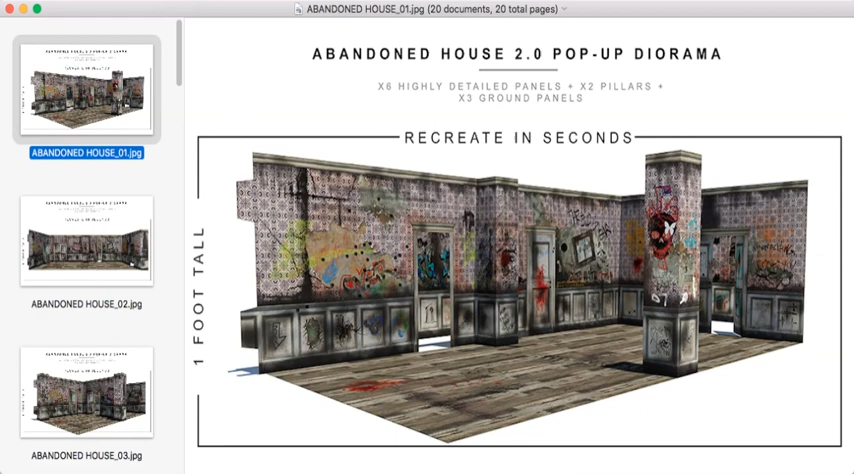 ABANDONED HOUSE_01.jpg (20 documents, 20 total pages)
ABANDONED HOUSE_01.jpg
ABANDONED HOUSE_02.jpg
ABANDONED HOUSE_03.jpg
ABANDONED HOUSE 2.0 POP-UP DIORAMA
X6 HIGHLY DETAILED PANELS + X2 PILLARS +
X3 GROUND PANELS
RECREATE IN SECONDS
1 FOOT TALL